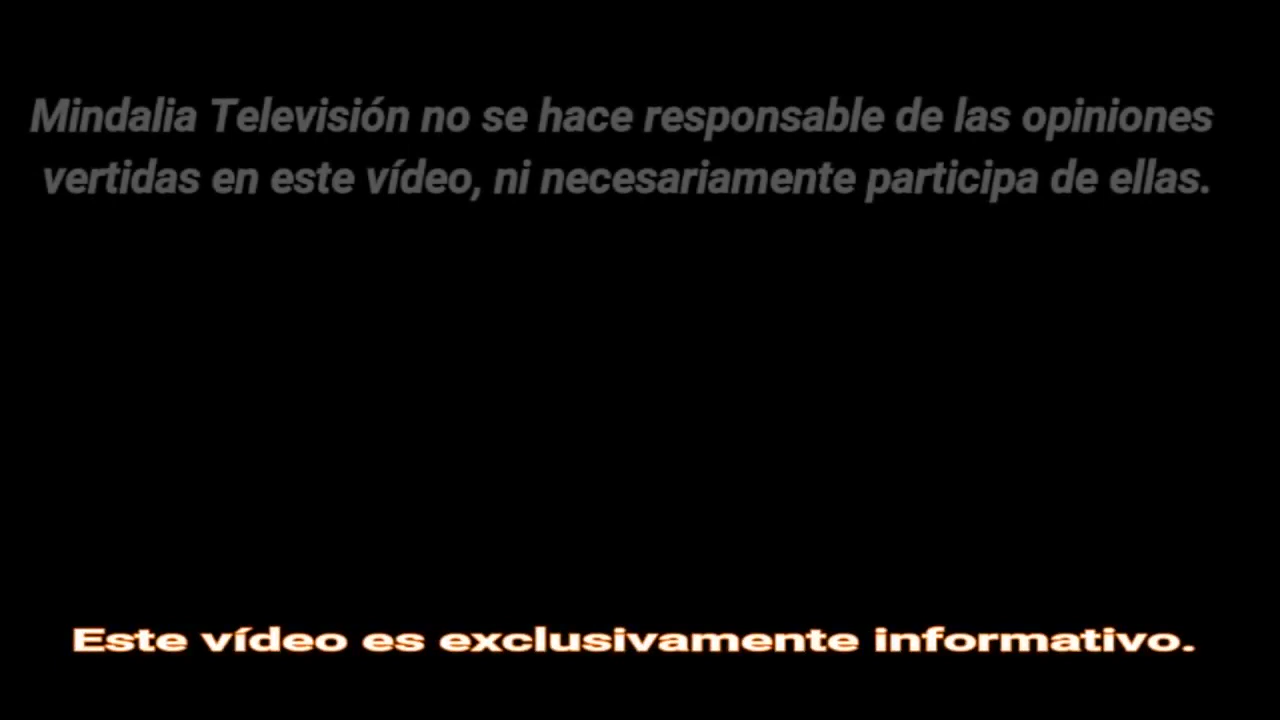 Mindalia Televisión no se hace responsable de las opiniones
vertidas en este vídeo, ni necesariamente participa de ellas.
Este vídeo es exclusivamente informativo.